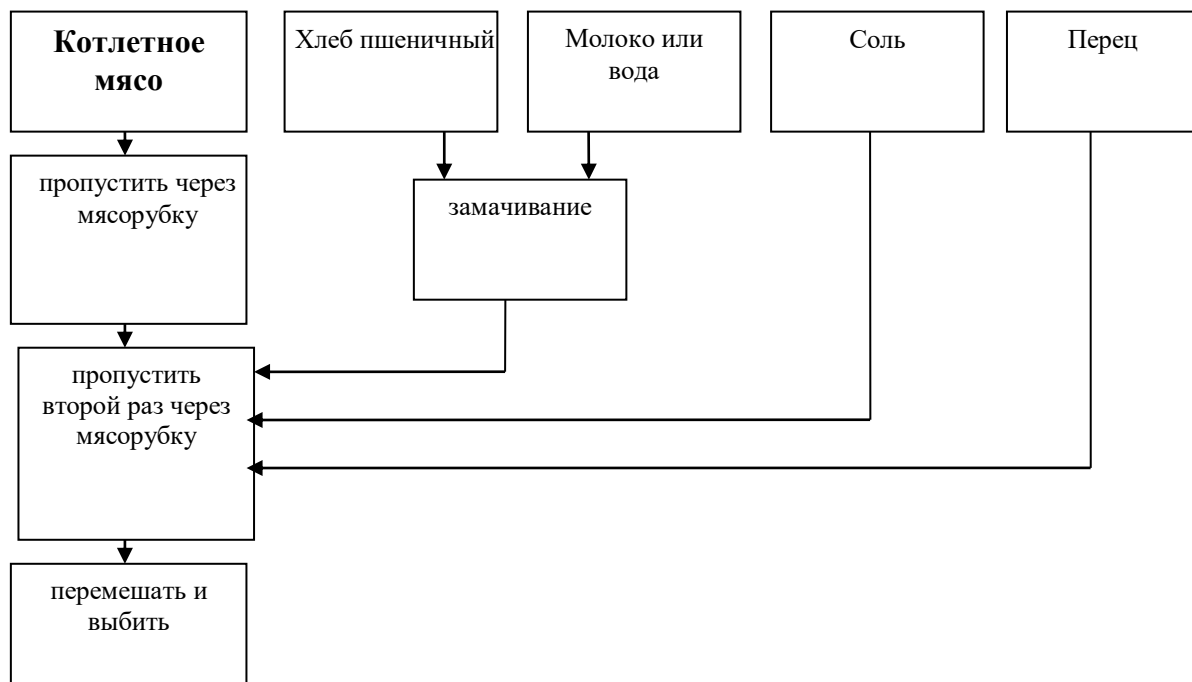 Котлетное
мясо
Хлеб пшеничный
Молоко или
вода
Соль
Перец
пропустить через
мясорубку
замачивание
пропустить
второй раз через
мясорубку
перемешать и
выбить